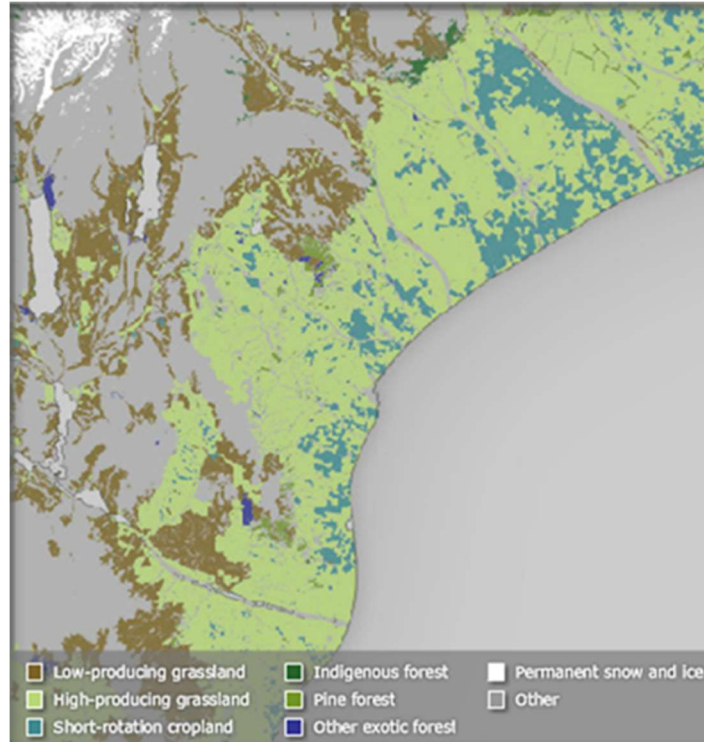 Low-producing grassland
High-producing grassland
Short-rotation cropland
Indigenous forest
Pine forest
Other exotic forest
Permanent snow and ice
Other